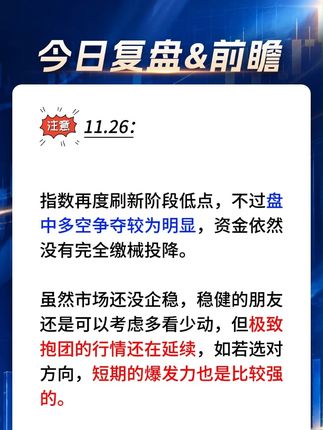 今日复盘&前瞻
注意
11.26：
指数再度刷新阶段低点，不过盘
中多空争夺较为明显，资金依然
没有完全缴械投降。
虽然市场还没企稳，稳健的朋友
还是可以考虑多看少动，但极致
抱团的行情还在延续，如若选对
方向，短期的爆发力也是比较强
的。